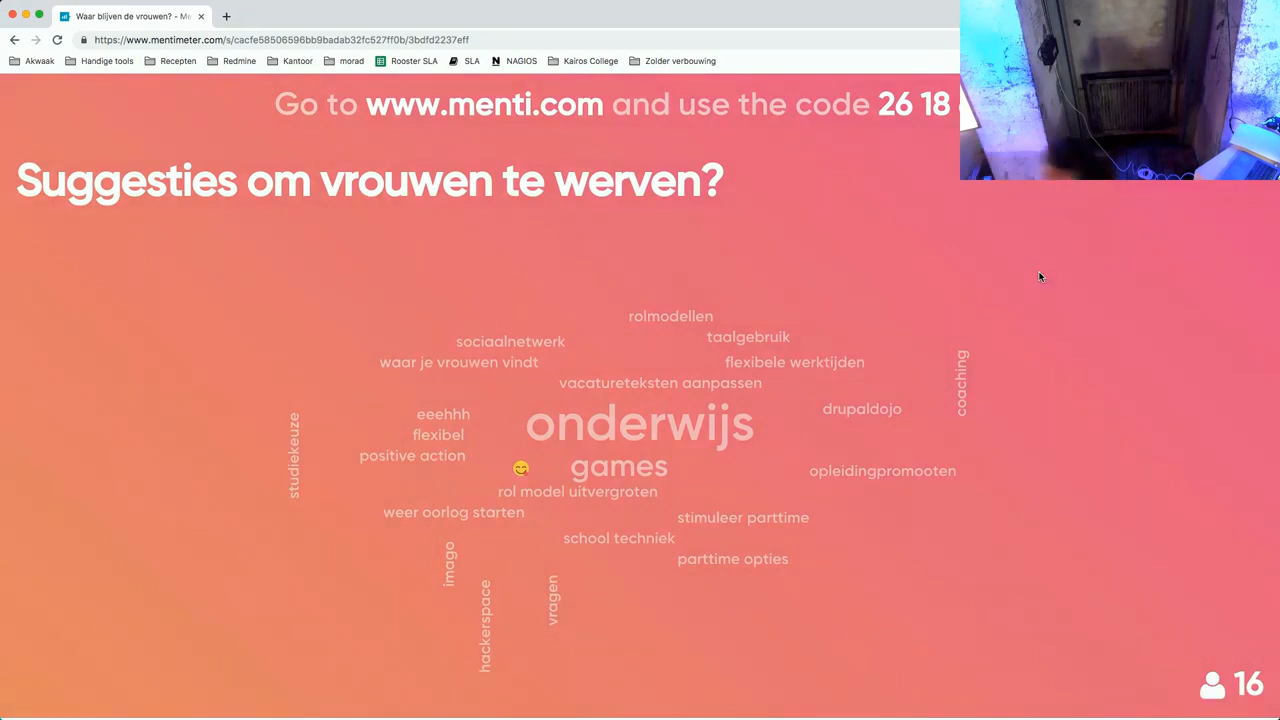 Waar blijven de vrouwen? - Me
https://www.mentimeter.com/s/cacfe58506596bb9badab32fc527ff0b/3bdfd2237eff
Akwaak Handige tools Recepten Redmine Kantoor morad Rooster SLA SLA NAGIOS Kairos College Zolder verbouwing
Go to www.menti.com and use the code 26 18
Suggesties om vrouwen te werven?
rolmodellen
taalgebruik
sociaalnetwerk
waar je vrouwen vindt
flexibele werktijden
coaching
vacatureteksten aanpassen
drupaldojo
eeehhh
onderwijs
flexibel
studiekeuze
positive action
😋
games
opleidingpromooten
rol model uitvergroten
weer oorlog starten
stimuleer parttime
school techniek
parttime opties
imago
vragen
hackerspace
16